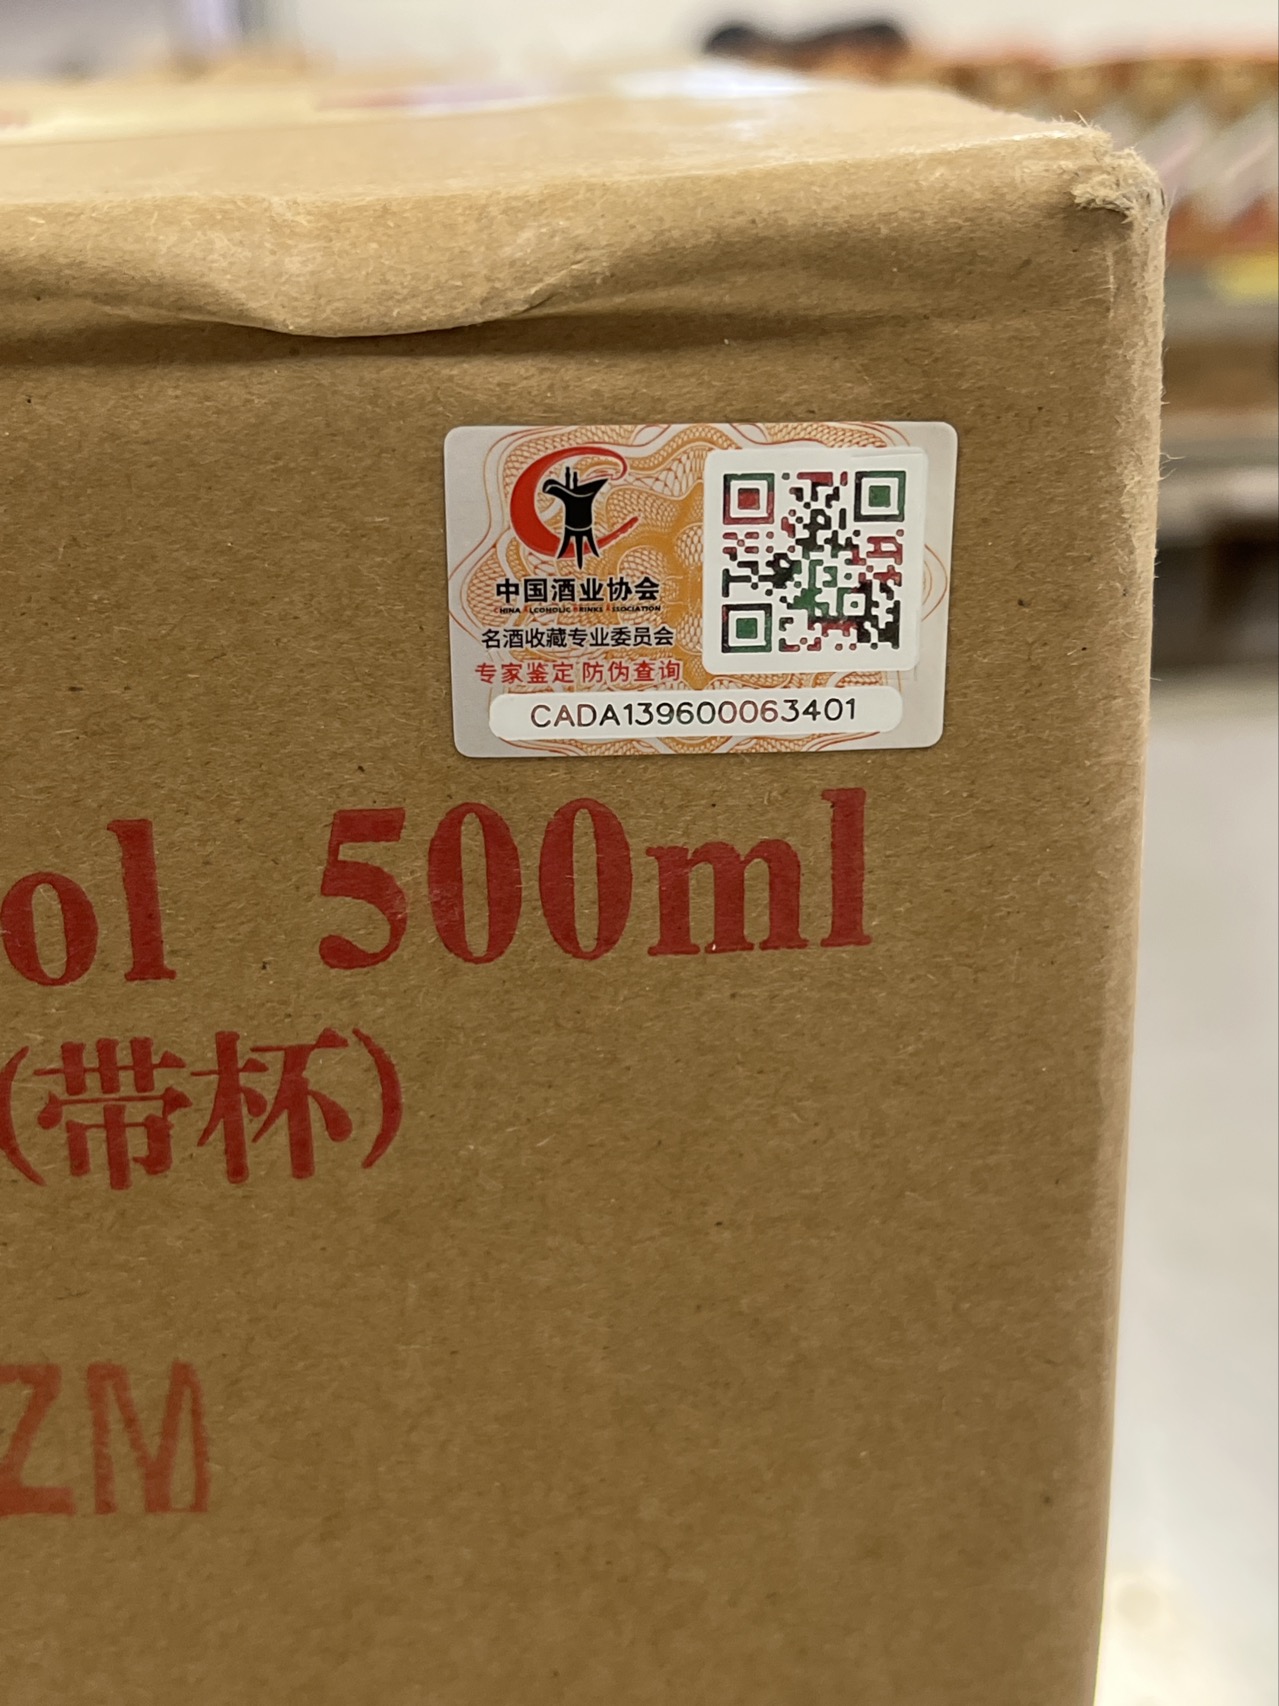 中国酒业协会
CHINA ALCOHOLIC DRINKS ASSOCIATION
名酒收藏专业委员会
专家鉴定 防伪查询
CADA139600063401
ol 500ml
(带杯)
ZM